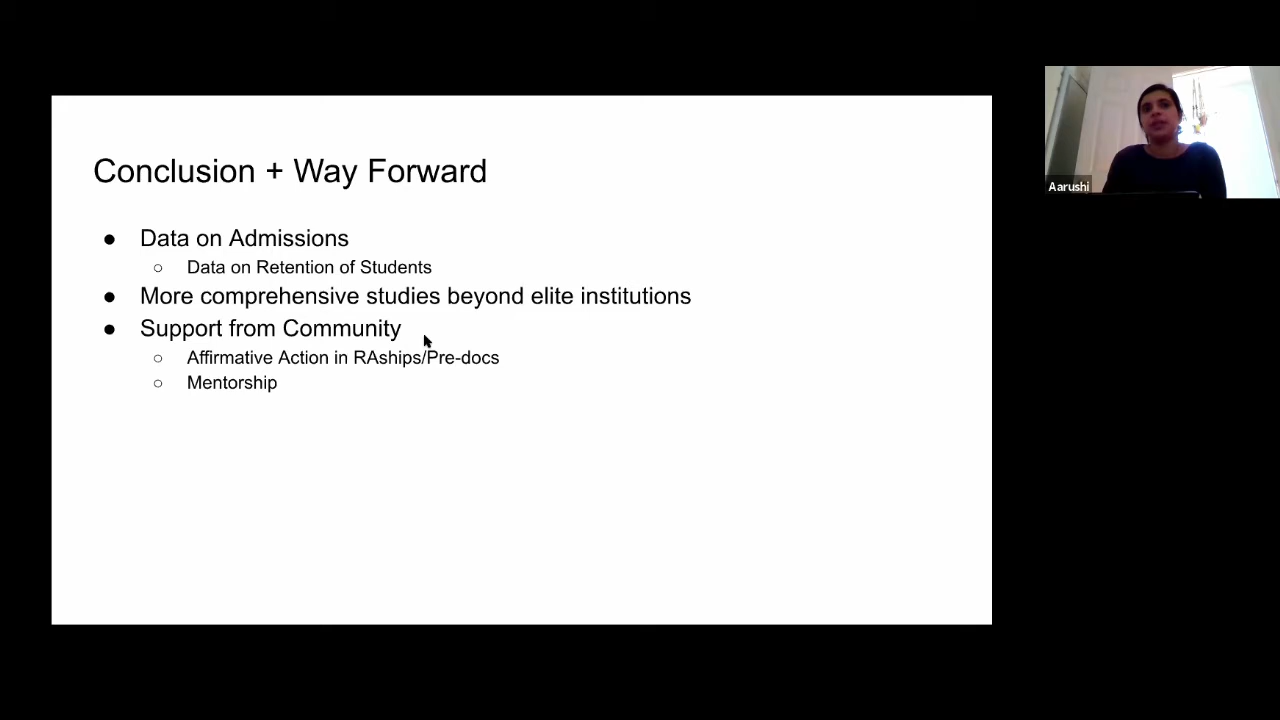 Conclusion + Way Forward
● Data on Admissions
○ Data on Retention of Students
● More comprehensive studies beyond elite institutions
● Support from Community
○ Affirmative Action in RAships/Pre-docs
○ Mentorship
Aarushi